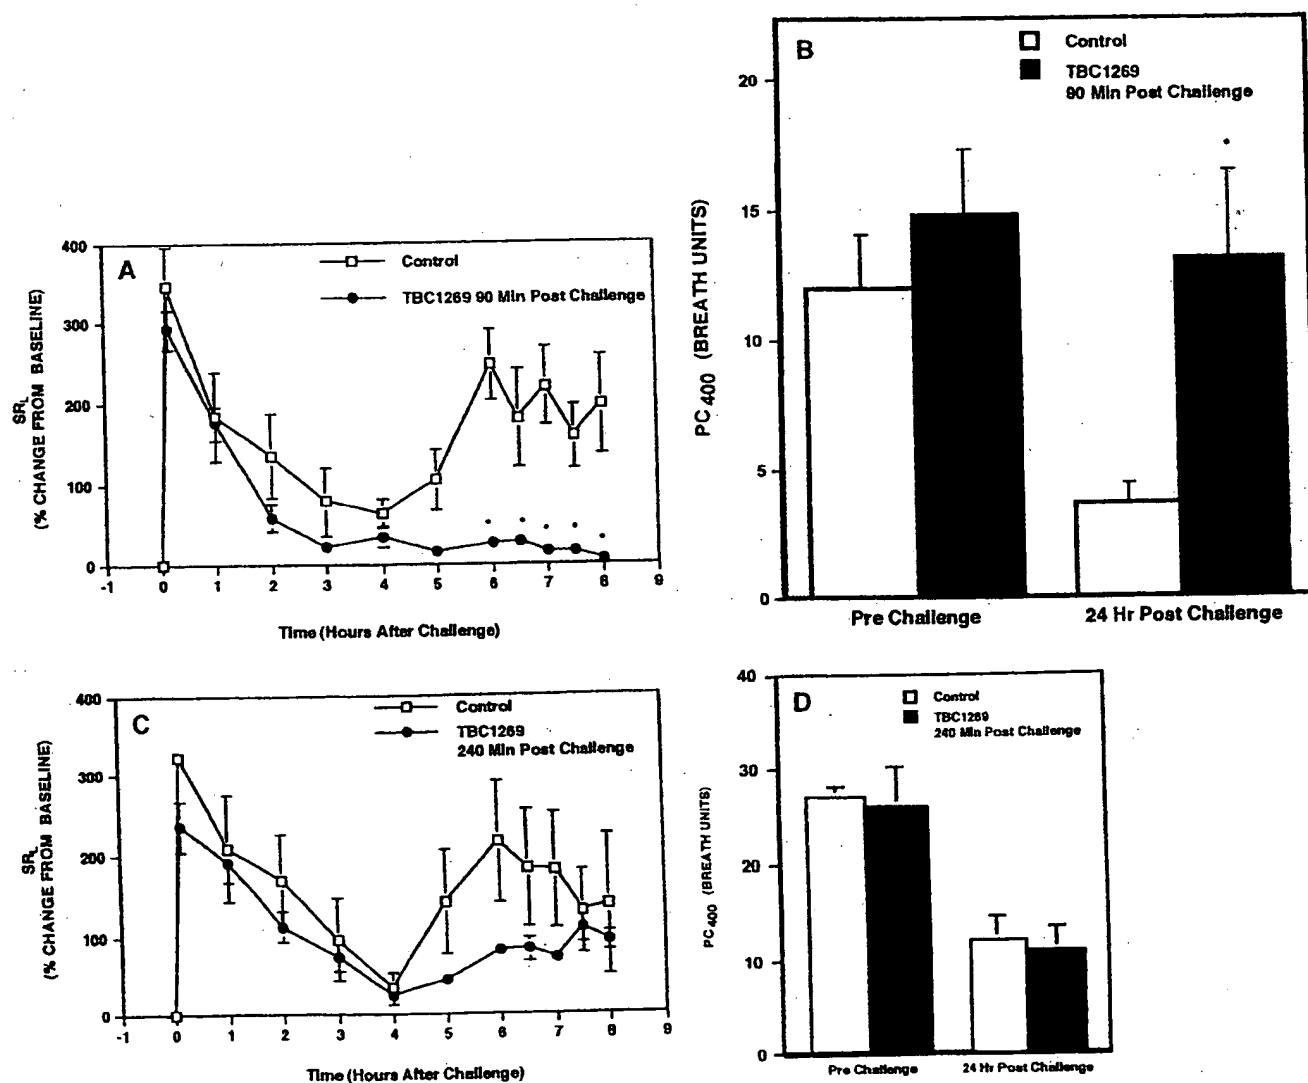 A
Control
TBC1269 90 Min Post Challenge
400
300
200
100
0
SRL
(% CHANGE FROM BASELINE)
-1 0 1 2 3 4 5 6 7 8 9
Time (Hours After Challenge)
B
Control
TBC1269
90 Min Post Challenge
20
15
10
5
0
PC400 (BREATH UNITS)
Pre Challenge 24 Hr Post Challenge
C
Control
TBC1269
240 Min Post Challenge
400
300
200
100
0
SRL
(% CHANGE FROM BASELINE)
-1 0 1 2 3 4 5 6 7 8 9
Time (Hours After Challenge)
D
Control
TBC1269
240 Min Post Challenge
40
30
20
10
0
PC400 (BREATH UNITS)
Pre Challenge 24 Hr Post Challenge